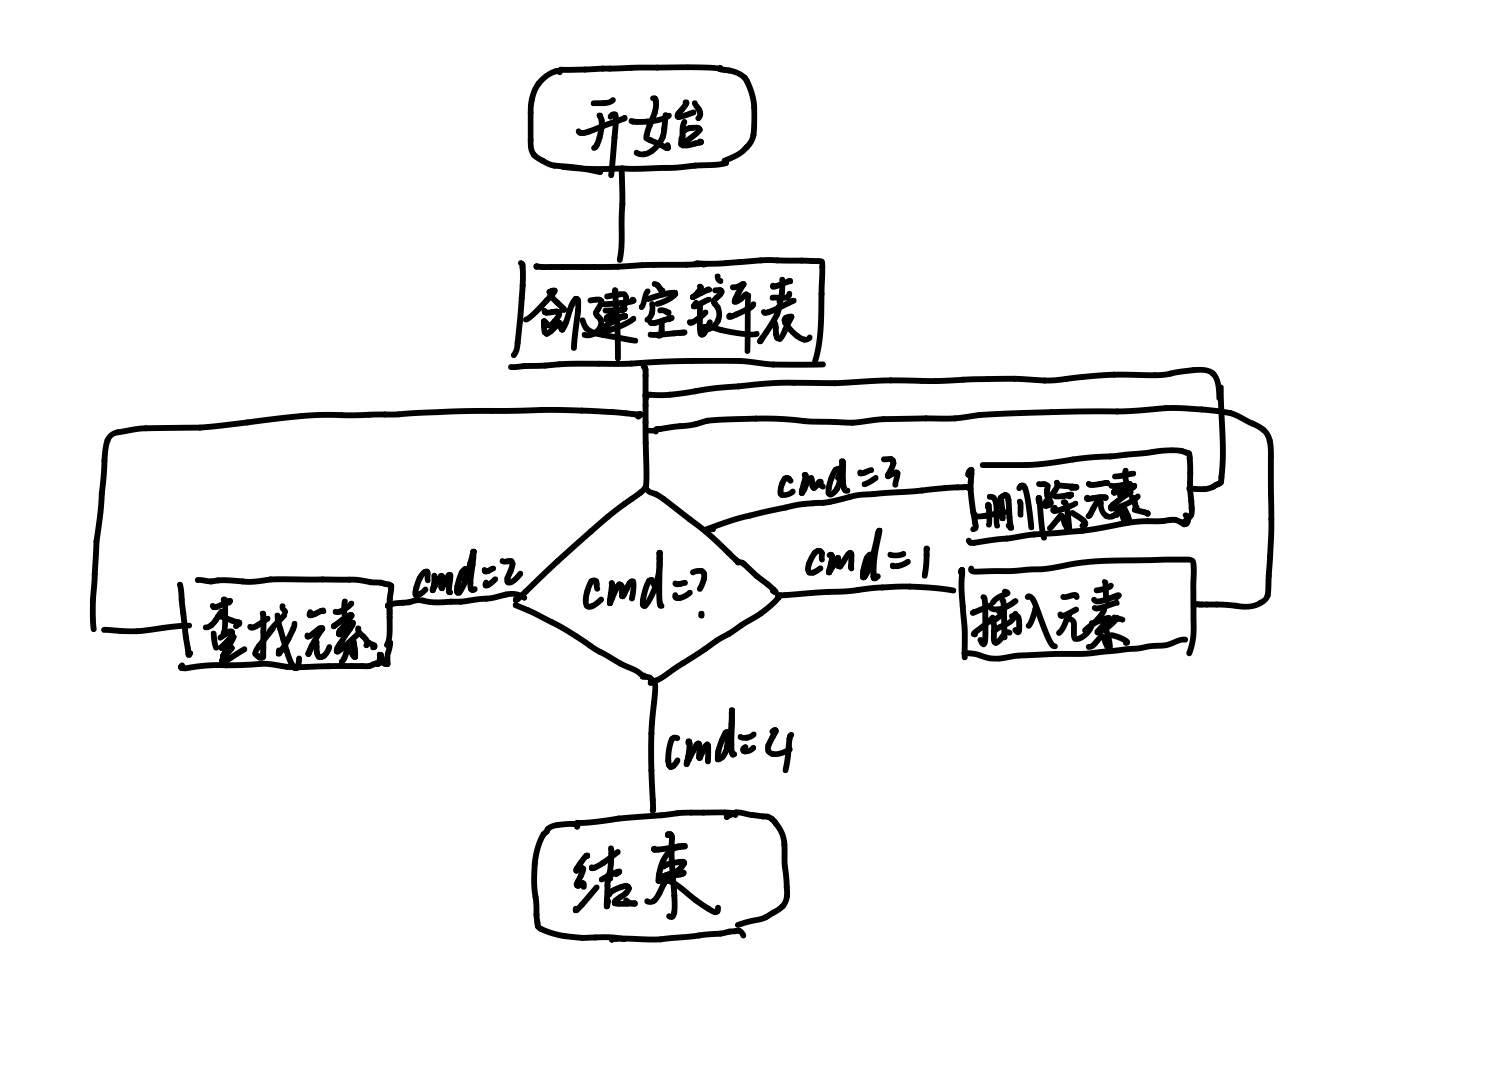 开始
创建空链表
cmd=3
删除元素
cmd=1
插入元素
cmd=2
查找元素
cmd=?
cmd=4
结束